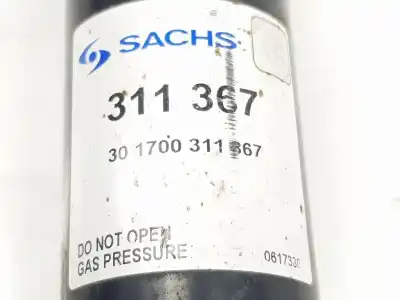 SACHS
311 367
30 1700 311 367
DO NOT OPEN
GAS PRESSURE